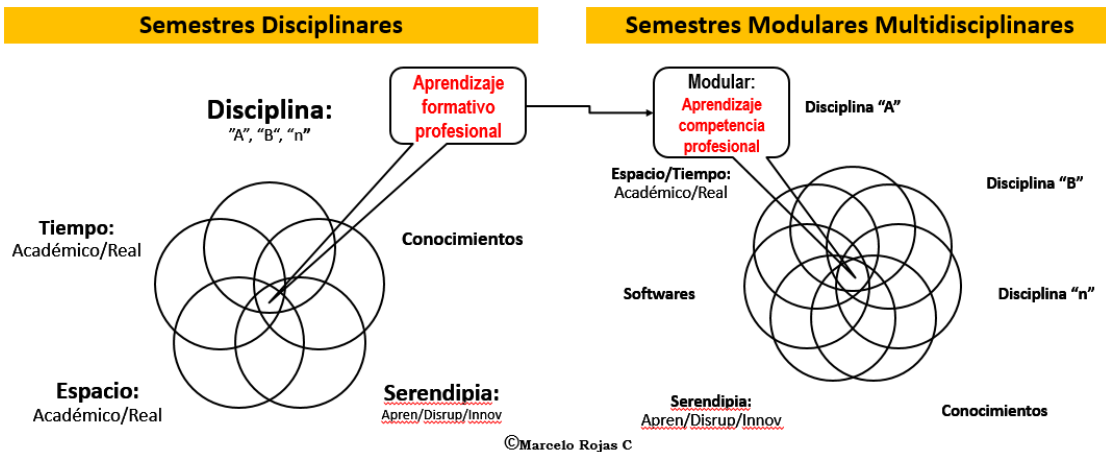 Semestres Disciplinares
Semestres Modulares Multidisciplinares
Aprendizaje
formativo
profesional
Disciplina:
"A", "B", "n"
Tiempo:
Académico/Real
Conocimientos
Espacio:
Académico/Real
Serendipia:
Apren/Disrup/Innov
Modular:
Aprendizaje
competencia
profesional
Disciplina "A"
Espacio/Tiempo:
Académico/Real
Disciplina "B"
Softwares
Disciplina "n"
Serendipia:
Apren/Disrup/Innov
Conocimientos
©Marcelo Rojas C